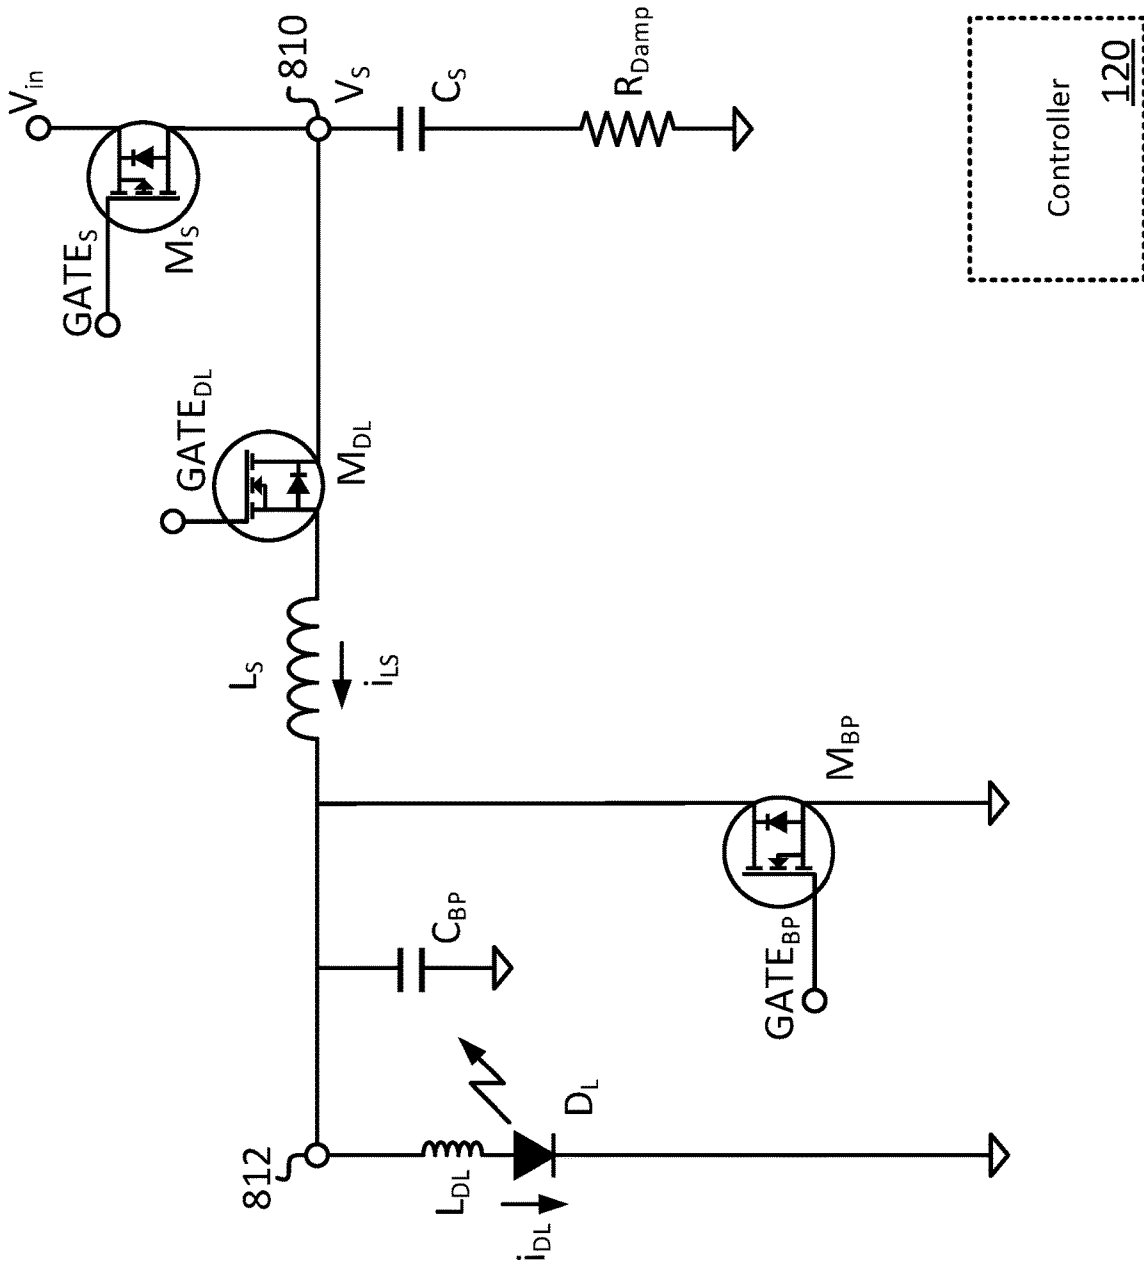 V_in
GATE_S
M_S
810
V_S
C_S
R_Damp
GATE_DL
M_DL
L_S
i_LS
M_BP
GATE_BP
C_BP
812
L_DL
D_L
i_DL
Controller
120